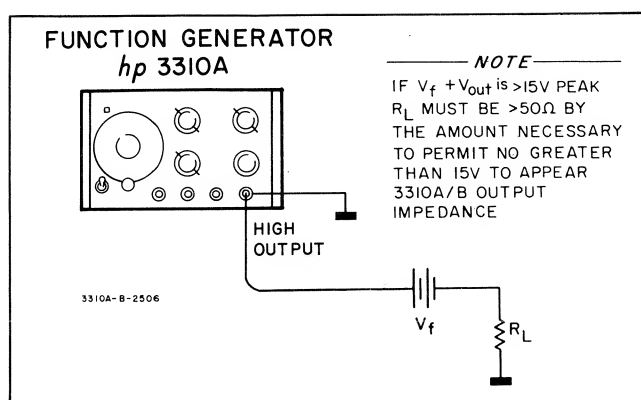 FUNCTION GENERATOR
hp 3310A
NOTE
IF Vf + Vout is >15V PEAK
RL MUST BE >50Ω BY
THE AMOUNT NECESSARY
TO PERMIT NO GREATER
THAN 15V TO APPEAR
3310A/B OUTPUT
IMPEDANCE
HIGH
OUTPUT
3310A-B-2506
Vf
RL